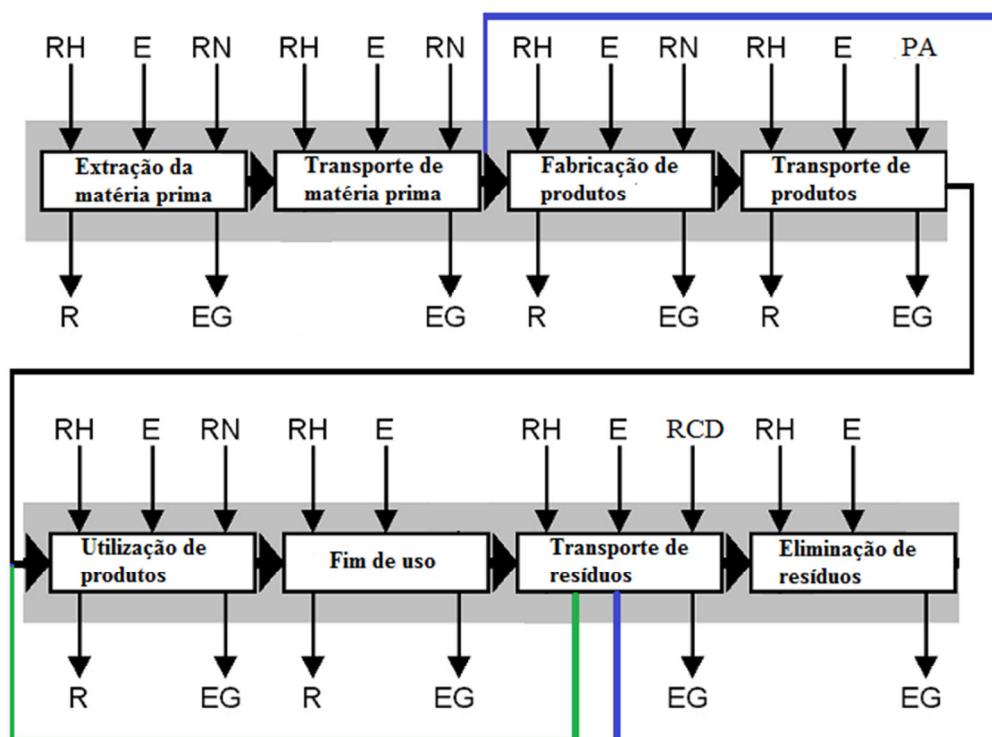 RH E RN RH E RN RH E RN RH E PA
Extração da
matéria prima
Transporte de
matéria prima
Fabricação de
produtos
Transporte de
produtos
R EG EG R EG R EG
RH E RN RH E RH E RCD RH E
Utilização de
produtos
Fim de uso
Transporte de
resíduos
Eliminação de
resíduos
R EG R EG EG EG